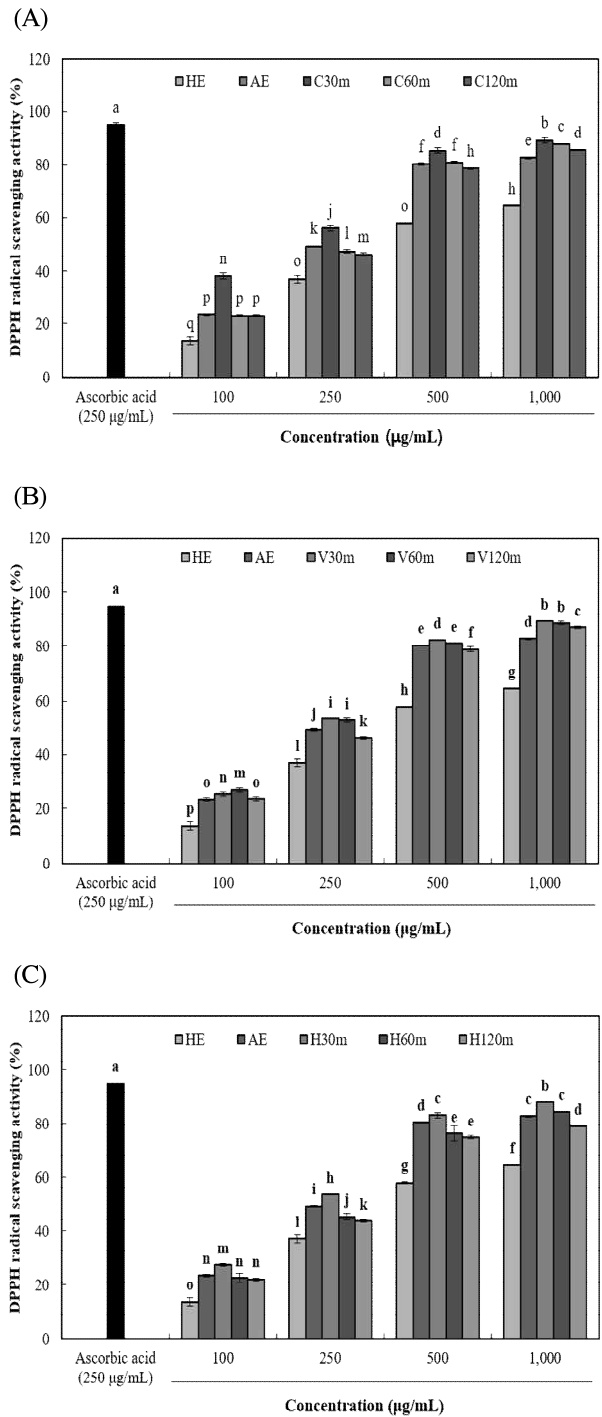 (A)
HE AE C30m C60m C120m
DPPH radical scavenging activity (%)
120
100
80
60
40
20
0
a
q p n p p
o k j l m
o f d f h
h e b c d
Ascorbic acid
(250 μg/mL)
100 250 500 1,000
Concentration (μg/mL)
(B)
HE AE V30m V60m V120m
DPPH radical scavenging activity (%)
120
100
80
60
40
20
0
a
p o n m o
l j i i k
h e d e f
g d b b c
Ascorbic acid
(250 μg/mL)
100 250 500 1,000
Concentration (μg/mL)
(C)
HE AE H30m H60m H120m
DPPH radical scavenging activity (%)
120
100
80
60
40
20
0
a
o n m n n
l i h j k
g d c e e
f c b c d
Ascorbic acid
(250 μg/mL)
100 250 500 1,000
Concentration (μg/mL)